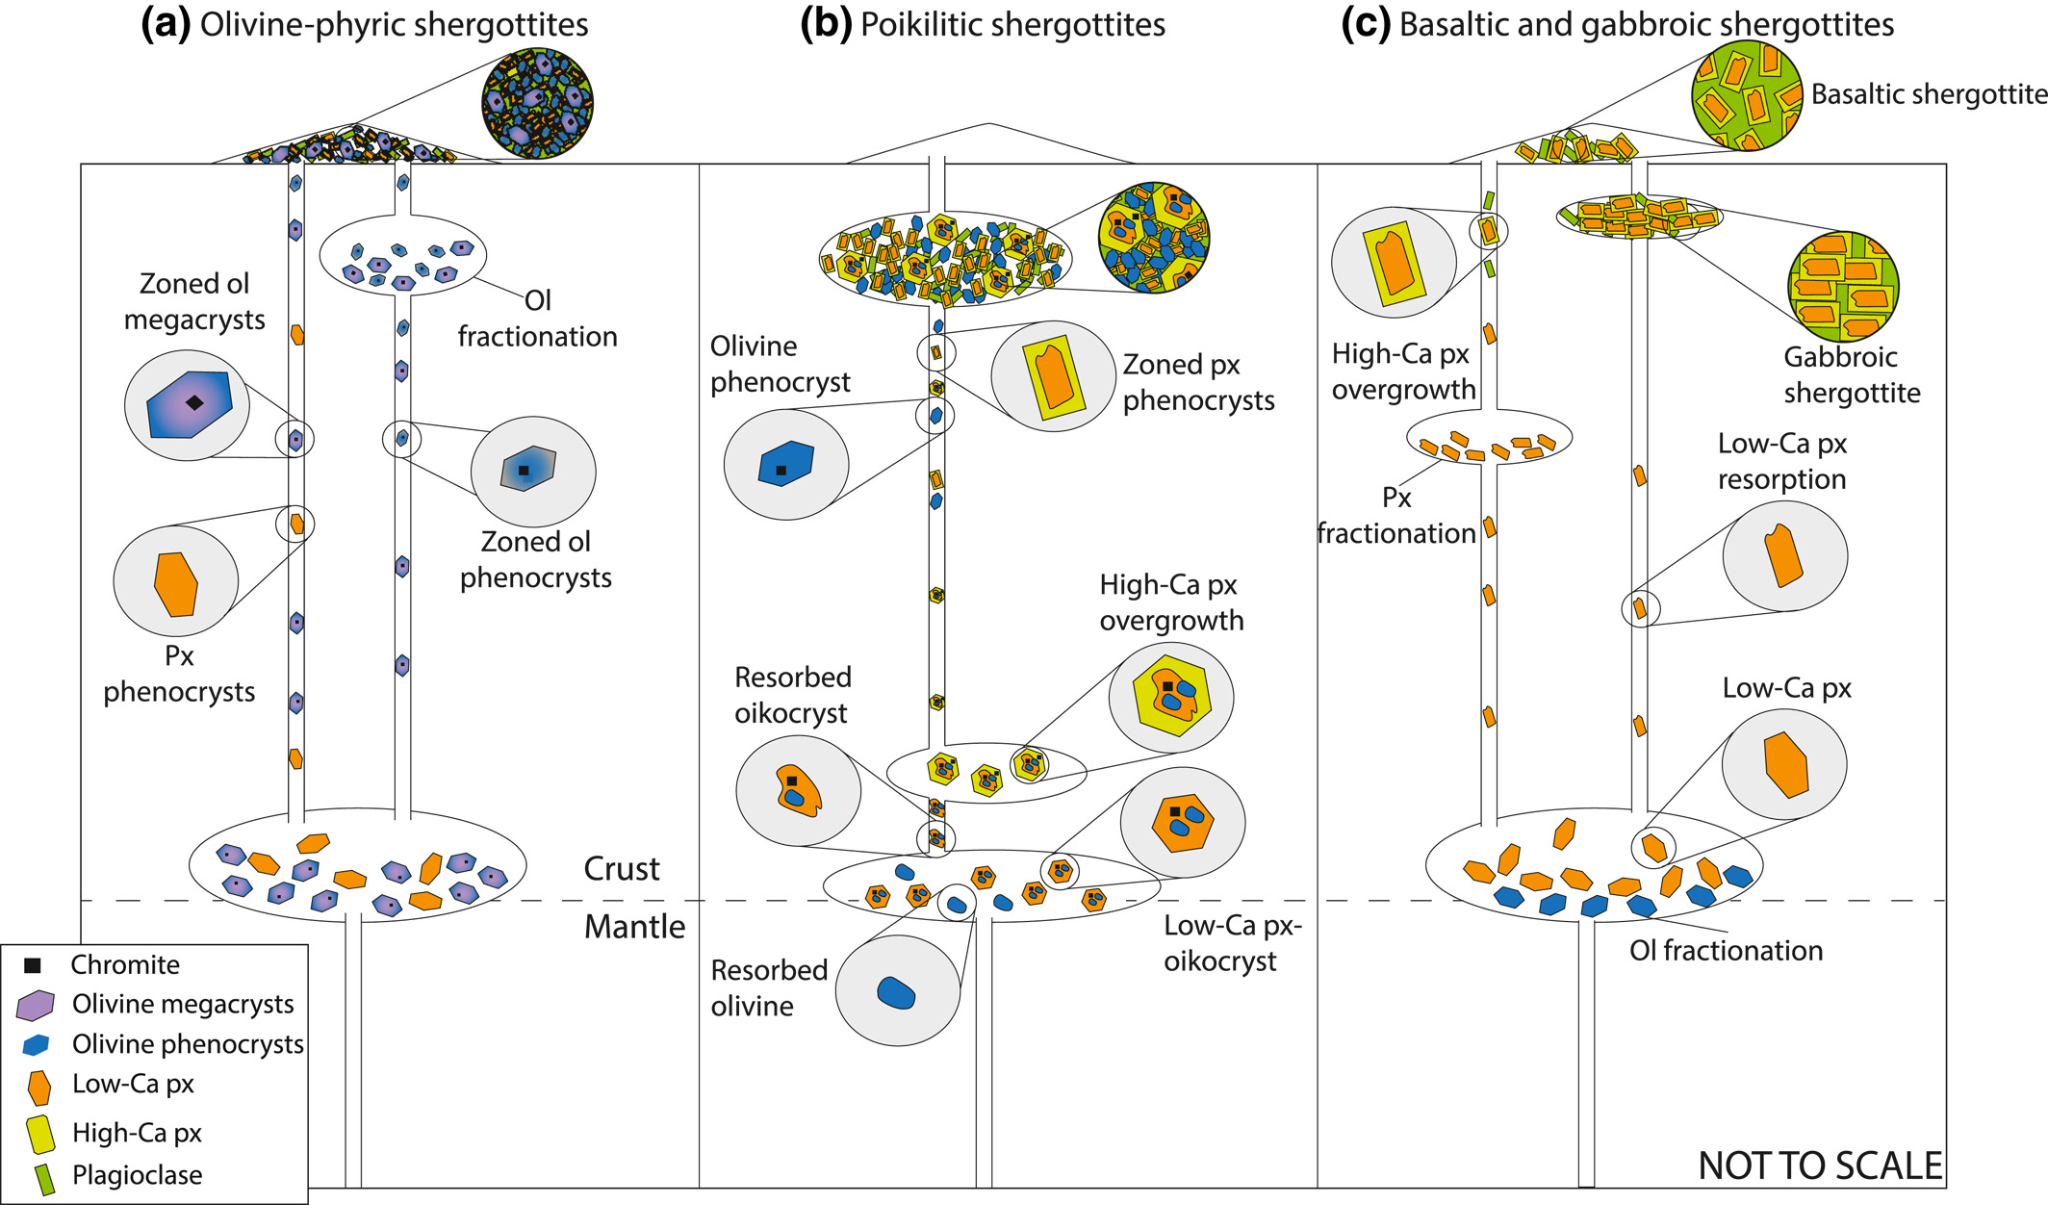 (a) Olivine-phyric shergottites
Zoned ol
megacrysts
Ol
fractionation
Px
phenocrysts
Zoned ol
phenocrysts
Crust
Mantle
(b) Poikilitic shergottites
Olivine
phenocryst
Zoned px
phenocrysts
High-Ca px
overgrowth
Resorbed
oikocryst
Resorbed
olivine
Low-Ca px-
oikocryst
(c) Basaltic and gabbroic shergottites
Basaltic shergottite
High-Ca px
overgrowth
Gabbroic
shergottite
Px
fractionation
Low-Ca px
resorption
Low-Ca px
Ol fractionation
NOT TO SCALE
Chromite
Olivine megacrysts
Olivine phenocrysts
Low-Ca px
High-Ca px
Plagioclase